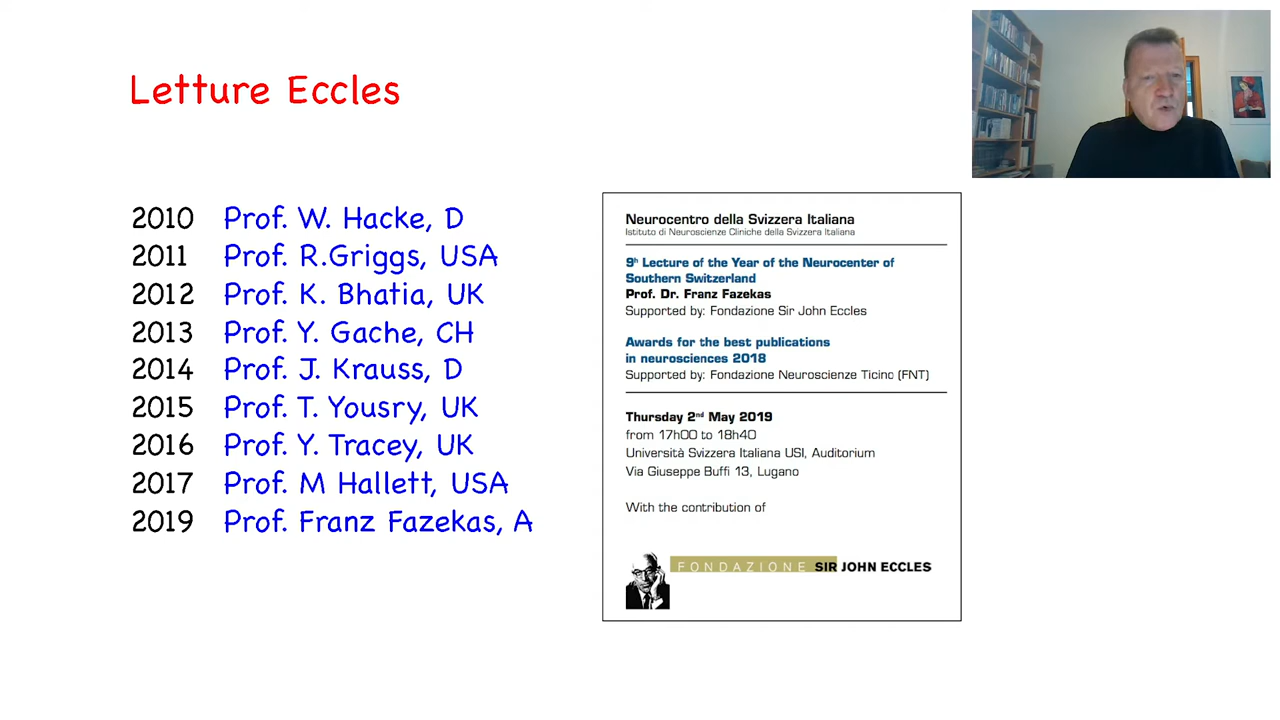 Letture Eccles
2010 Prof. W. Hacke, D
2011 Prof. R.Griggs, USA
2012 Prof. K. Bhatia, UK
2013 Prof. Y. Gache, CH
2014 Prof. J. Krauss, D
2015 Prof. T. Yousry, UK
2016 Prof. Y. Tracey, UK
2017 Prof. M Hallett, USA
2019 Prof. Franz Fazekas, A
Neurocentro della Svizzera Italiana
Istituto di Neuroscienze Cliniche della Svizzera Italiana
9h Lecture of the Year of the Neurocenter of
Southern Switzerland
Prof. Dr. Franz Fazekas
Supported by: Fondazione Sir John Eccles
Awards for the best publications
in neurosciences 2018
Supported by: Fondazione Neuroscienze Ticino (FNT)
Thursday 2nd May 2019
from 17h00 to 18h40
Università Svizzera Italiana USI, Auditorium
Via Giuseppe Buffi 13, Lugano
With the contribution of
FONDAZIONE SIR JOHN ECCLES